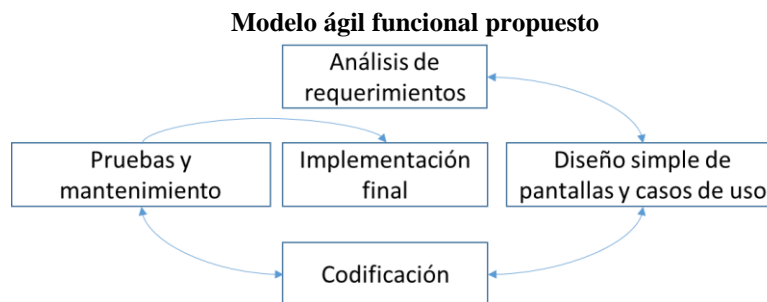 Modelo ágil funcional propuesto
Análisis de
requerimientos
Pruebas y
mantenimiento
Implementación
final
Diseño simple de
pantallas y casos de uso
Codificación